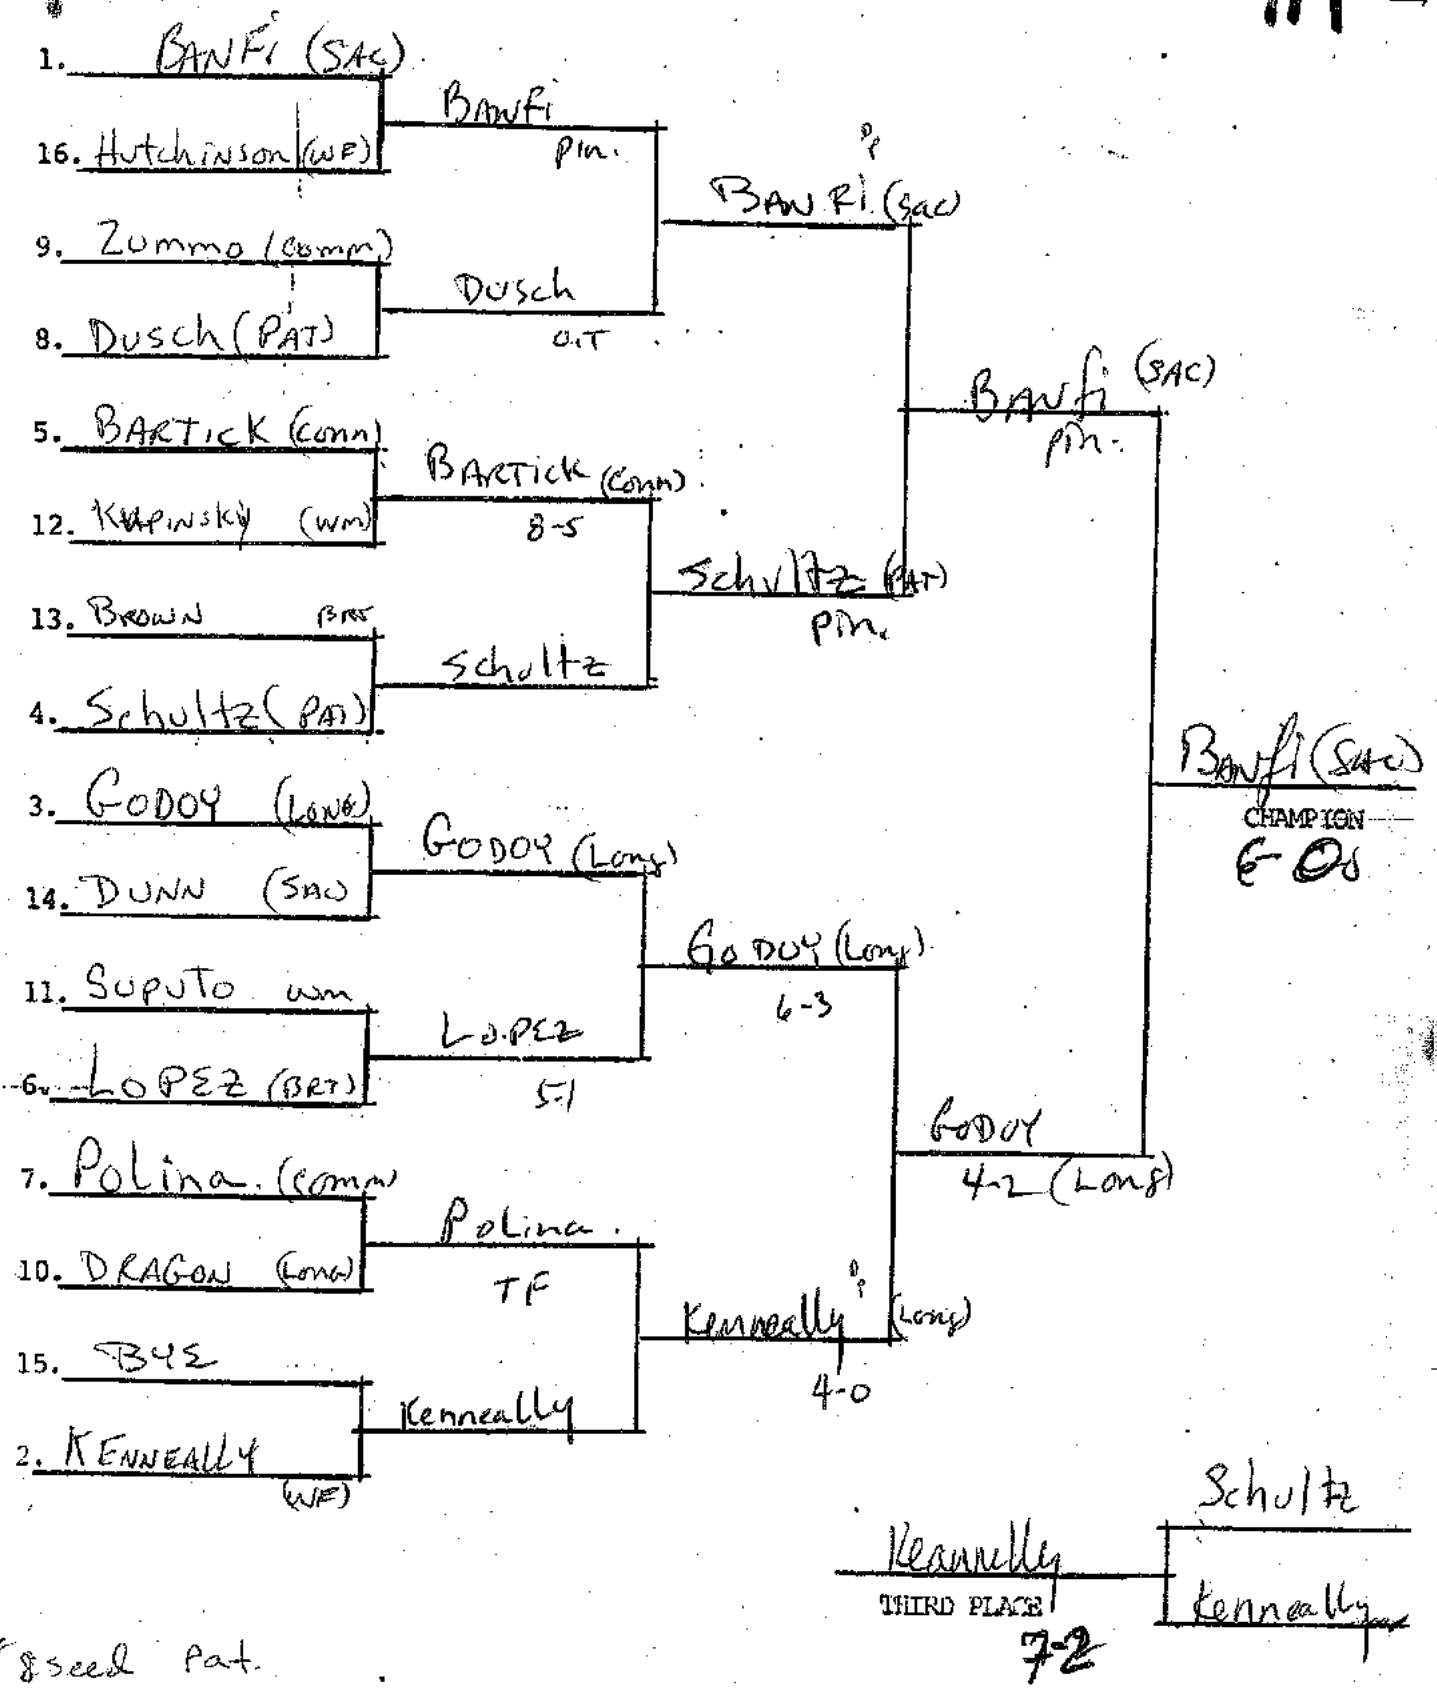 1. BANFi (SAC)
BANFi
16. Hutchinson (WF)
pin.
BANFi (Sac)
9. Zummo (Comm)
Dusch
8. Dusch (PAT)
O.T
BANfi (SAC)
pin.
5. BARTICK (Conn)
BARTICK (Conn)
12. KUPINSKY (WM)
8-5
Schultz (PAT)
pin.
13. BROWN BRT
Schultz
4. Schultz (PAT)
BANfi (SAC)
CHAMPION
6-0
3. GODOY (LONG)
GODOY (Long)
14. DUNN (SAC)
GODOY (Long)
6-3
11. SUPUTO WM
LOPEZ
6. LOPEZ (BRT)
5-1
GODOY
4-2 (Long)
7. POLINA. (Comm)
POLINA.
10. DRAGON (Long)
TF
Kenneally (Long)
4-0
15. BYE
Kenneally
2. KENNEALLY
(WF)
Schultz
Keannelly
THIRD PLACE
7-2
Kenneally
8 seed Pat.